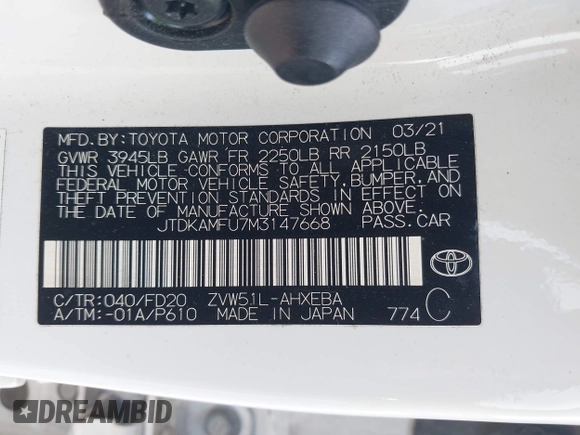 MFD.BY:TOYOTA MOTOR CORPORATION 03/21
GVWR 3945LB GAWR FR 2250LB RR 2150LB
THIS VEHICLE CONFORMS TO ALL APPLICABLE
FEDERAL MOTOR VEHICLE SAFETY,BUMPER,AND
THEFT PREVENTION STANDARDS IN EFFECT ON
THE DATE OF MANUFACTURE SHOWN ABOVE.
JTDKAMFU7M3147668 PASS.CAR
C/TR:040/FD20 ZVW51L-AHXEBA
A/TM:-01A/P610 MADE IN JAPAN 774 C
DREAMBID